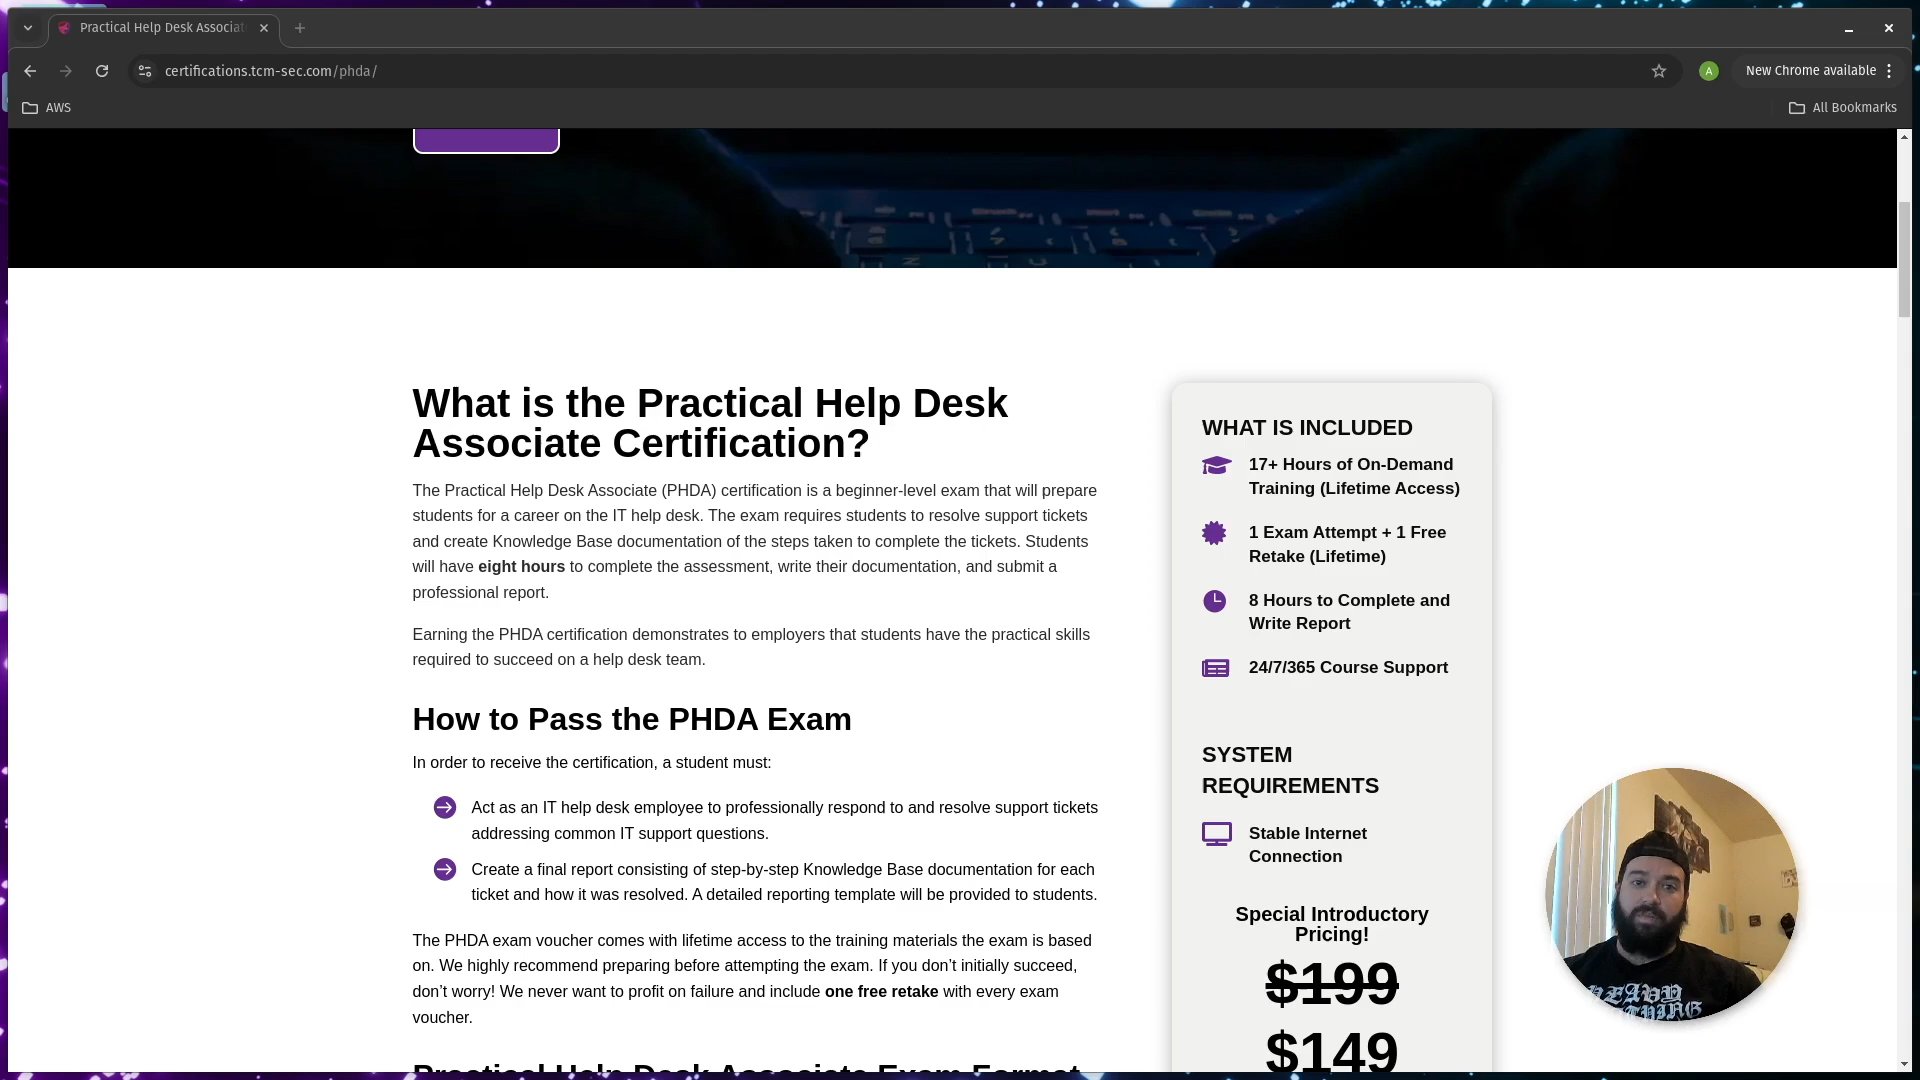 Practical Help Desk Associat
certifications.tcm-sec.com/phda/
A
New Chrome available
AWS
All Bookmarks
What is the Practical Help Desk
Associate Certification?
The Practical Help Desk Associate (PHDA) certification is a beginner-level exam that will prepare
students for a career on the IT help desk. The exam requires students to resolve support tickets
and create Knowledge Base documentation of the steps taken to complete the tickets. Students
will have eight hours to complete the assessment, write their documentation, and submit a
professional report.
Earning the PHDA certification demonstrates to employers that students have the practical skills
required to succeed on a help desk team.
How to Pass the PHDA Exam
In order to receive the certification, a student must:
Act as an IT help desk employee to professionally respond to and resolve support tickets
addressing common IT support questions.
Create a final report consisting of step-by-step Knowledge Base documentation for each
ticket and how it was resolved. A detailed reporting template will be provided to students.
The PHDA exam voucher comes with lifetime access to the training materials the exam is based
on. We highly recommend preparing before attempting the exam. If you don’t initially succeed,
don’t worry! We never want to profit on failure and include one free retake with every exam
voucher.
Practical Help Desk Associate Exam Format
WHAT IS INCLUDED
17+ Hours of On-Demand
Training (Lifetime Access)
1 Exam Attempt + 1 Free
Retake (Lifetime)
8 Hours to Complete and
Write Report
24/7/365 Course Support
SYSTEM
REQUIREMENTS
Stable Internet
Connection
Special Introductory
Pricing!
$199
$149